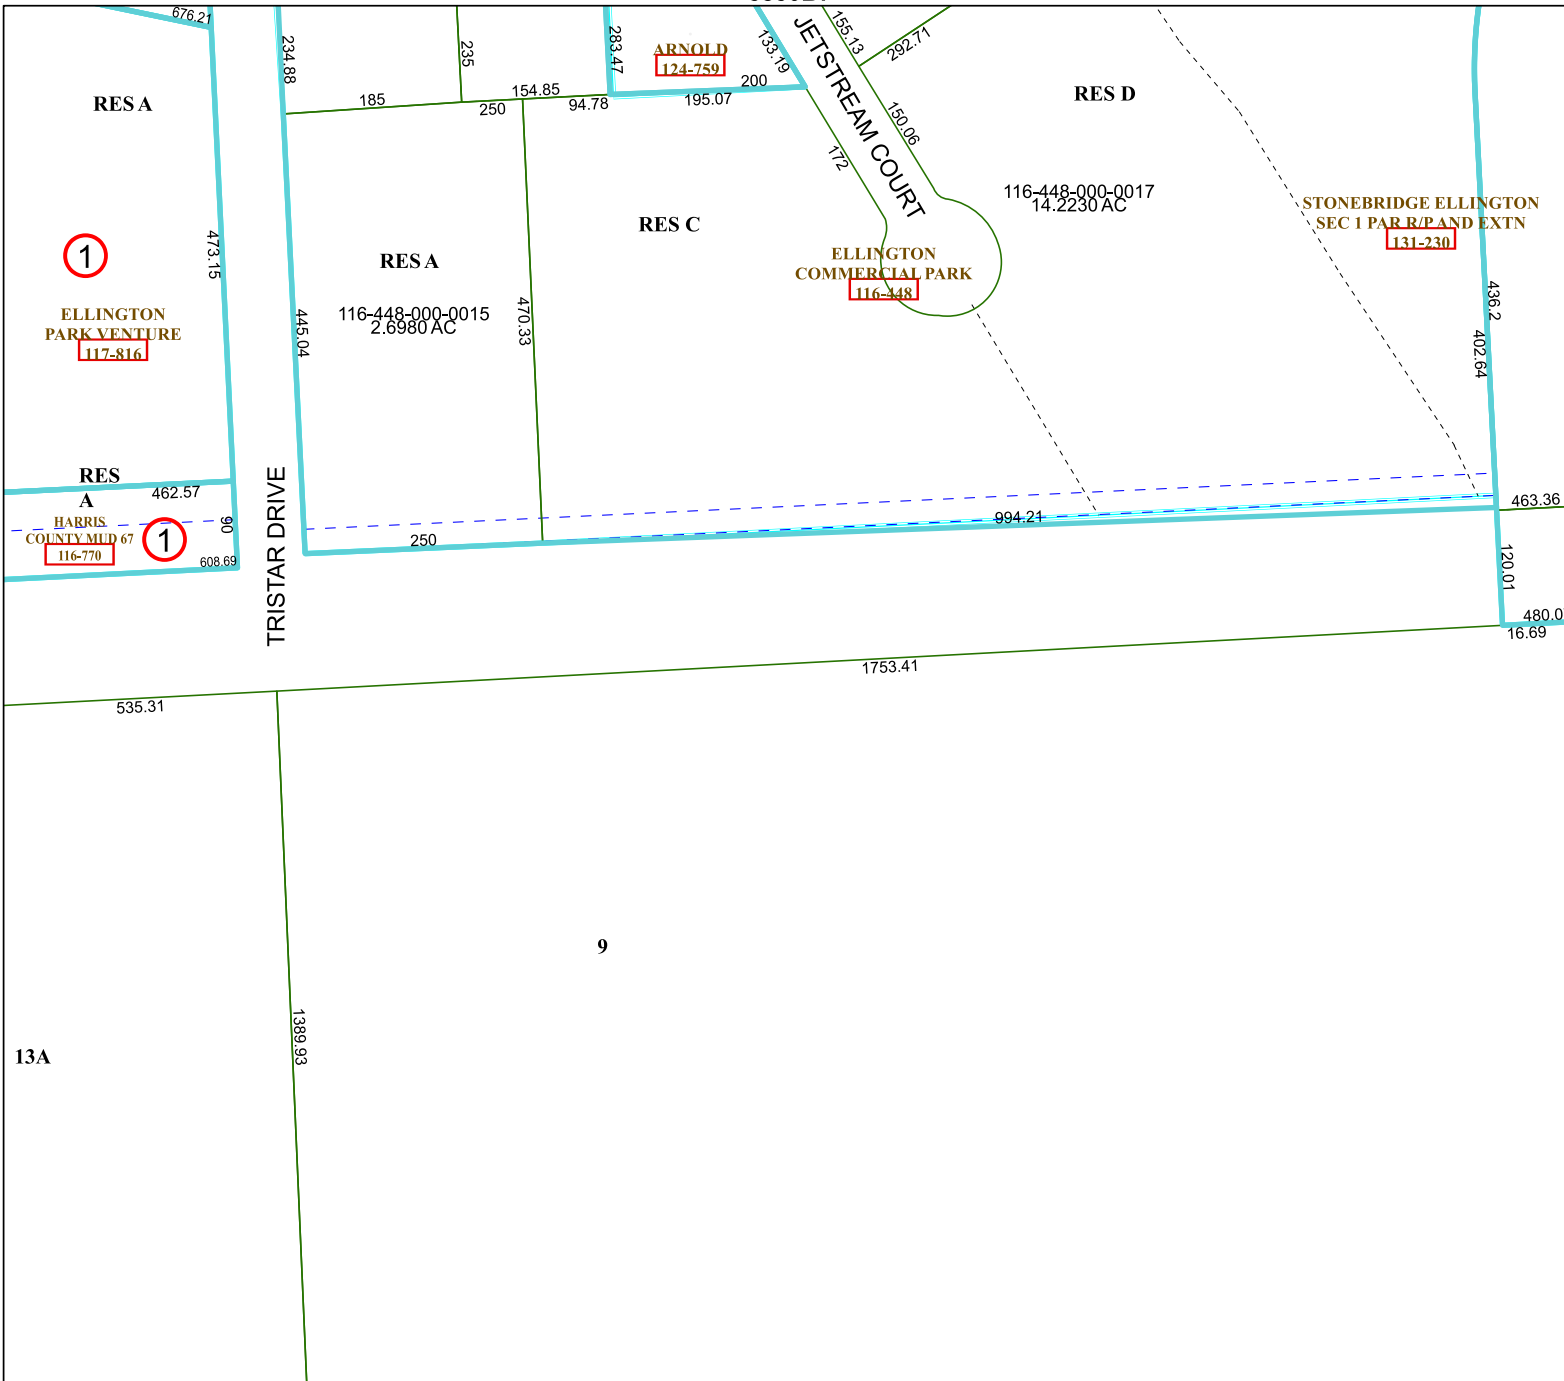 676.21
234.88
235
283.47
ARNOLD
124-759
133.19
200
195.07
155.13
292.71
JETSTREAM COURT
RES A
185
250
154.85
94.78
150.06
172
RES D
116-448-000-0017
14.2230 AC
STONEBRIDGE ELLINGTON
SEC 1 PAR R/P AND EXTN
131-230
RES C
1
473.15
RES A
ELLINGTON
COMMERCIAL PARK
116-448
ELLINGTON
PARK VENTURE
117-816
445.04
116-448-000-0015
2.6980 AC
470.33
436.2
402.64
RES
A
462.57
HARRIS
COUNTY MUD 67
116-770
1
90
608.69
TRISTAR DRIVE
250
994.21
463.36
120.01
480.0
16.69
1753.41
535.31
9
1389.93
13A